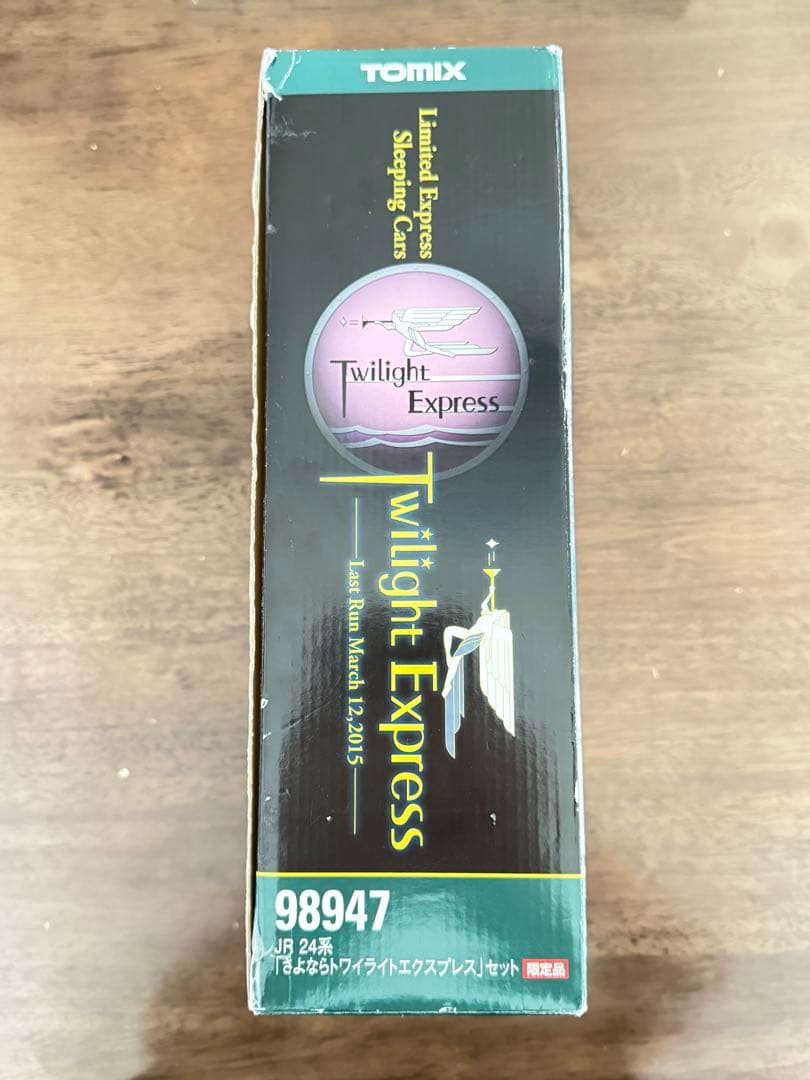 TOMIX
Limited Express
Sleeping Cars
Twilight
Express
Twilight Express
Last Run March 12,2015
98947
JR 24系
「さよならトワイライトエクスプレス」セット 限定品